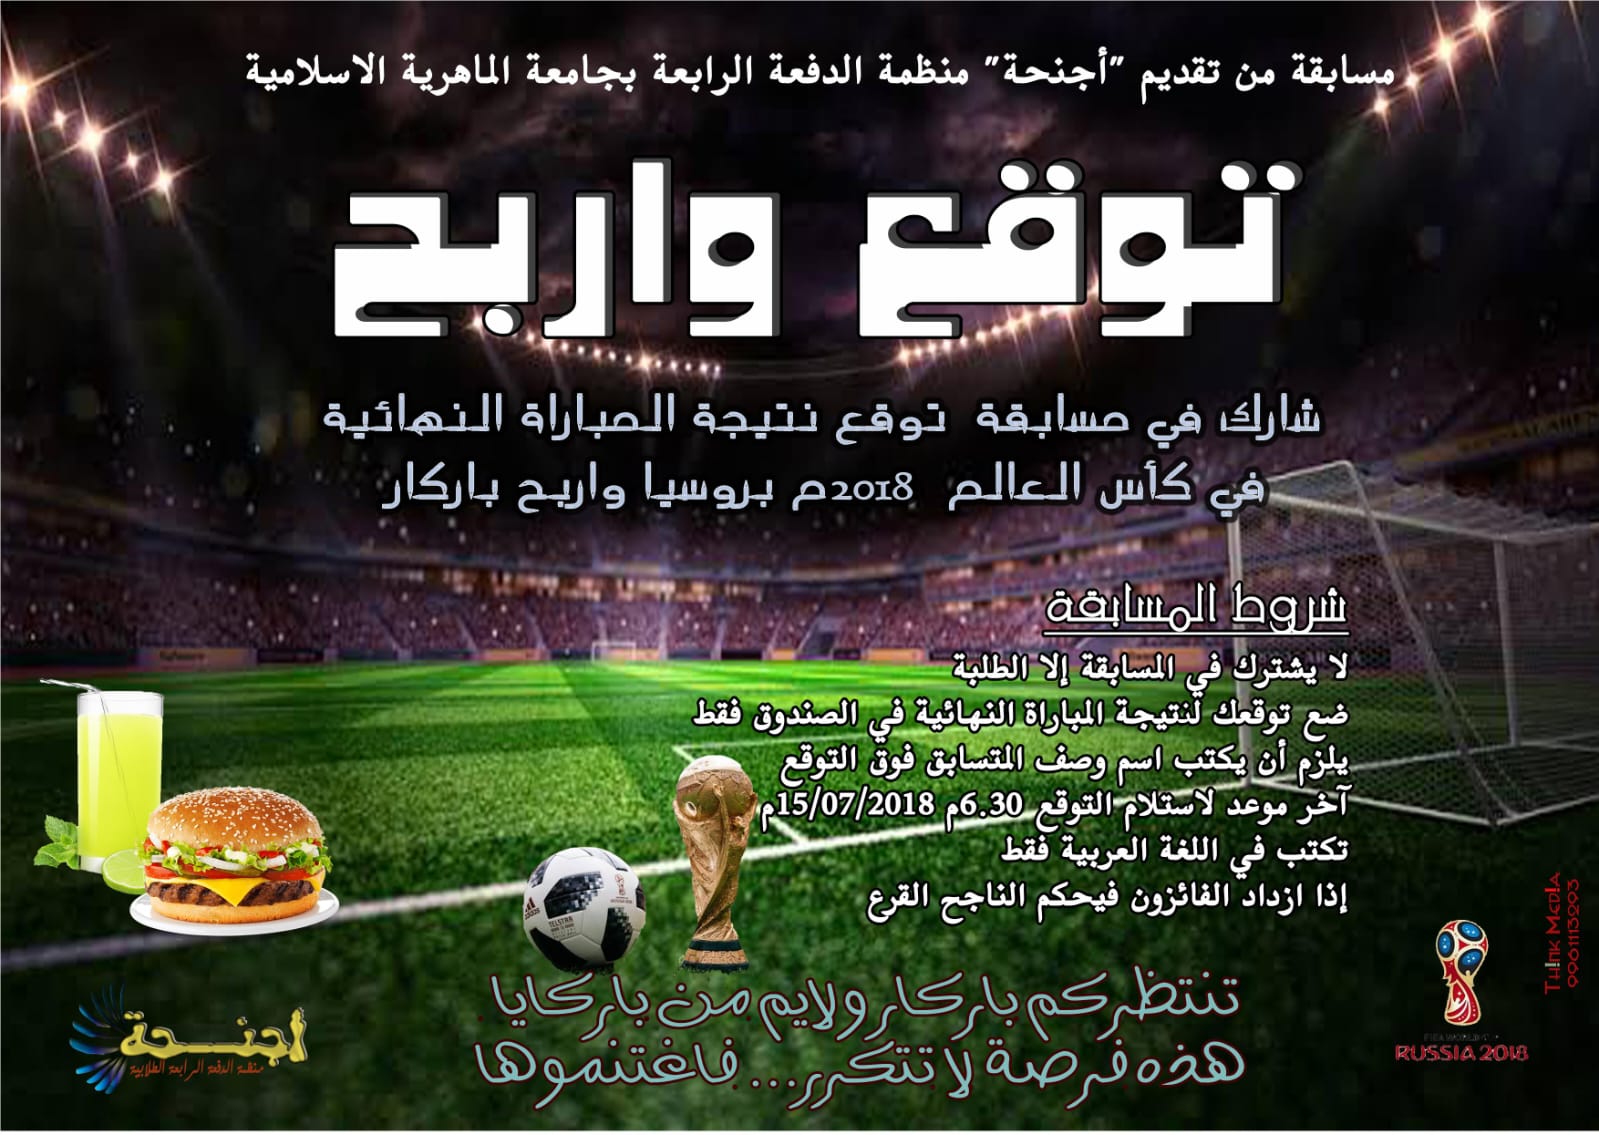 مسابقة من تقديم "أجنحة" منظمة الدفعة الرابعة بجامعة الماهرية الاسلامية
توقع واربح
شارك في مسابقة توقع نتيجة المباراة النهائية
في كأس العالم 2018م بروسيا واربح باركار
شروط المسابقة
لا يشترك في المسابقة إلا الطلبة
ضع توقعك لنتيجة المباراة النهائية في الصندوق فقط
يلزم أن يكتب اسم وصف المتسابق فوق التوقع
آخر موعد لاستلام التوقع 6.30م 15/07/2018م
تكتب في اللغة العربية فقط
إذا ازداد الفائزون فيحكم الناجح القرع
تنتظركم باركار ولايم من باركايا
هذه فرصة لا تتكرر... فاغتنموها
أجنحة
منظمة الدفعة الرابعة الطلابية
adidas
TELSTAR
RUSSIA 2018
Think Media
9961113293